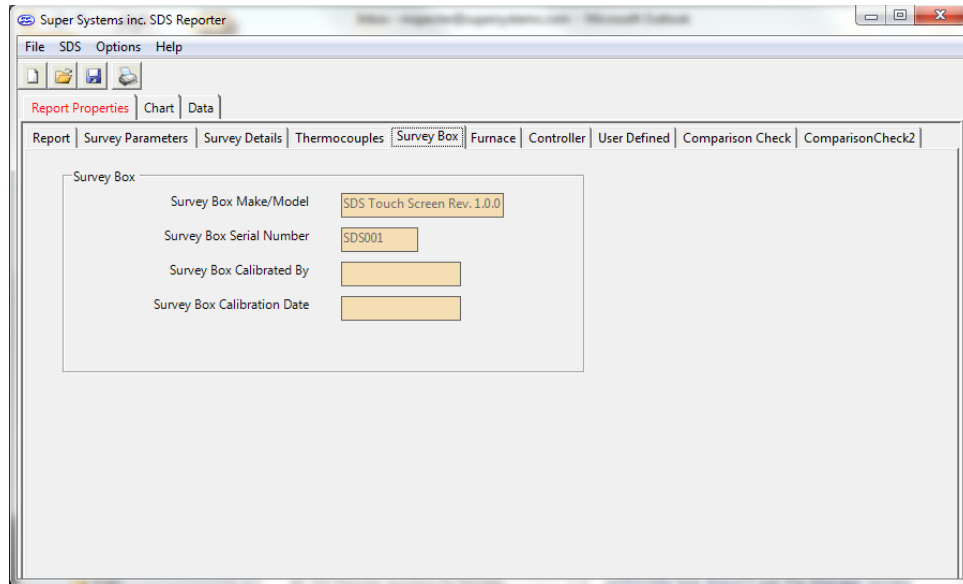 Super Systems inc. SDS Reporter
File SDS Options Help
Report Properties Chart Data
Report Survey Parameters Survey Details Thermocouples Survey Box Furnace Controller User Defined Comparison Check ComparisonCheck2
Survey Box
Survey Box Make/Model SDS Touch Screen Rev. 1.0.0
Survey Box Serial Number SDS001
Survey Box Calibrated By
Survey Box Calibration Date